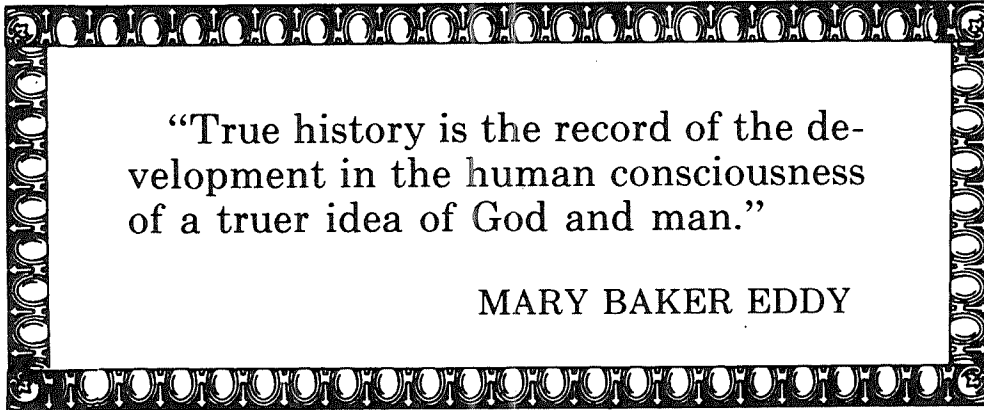 “True history is the record of the de-
velopment in the human consciousness
of a truer idea of God and man.”
MARY BAKER EDDY